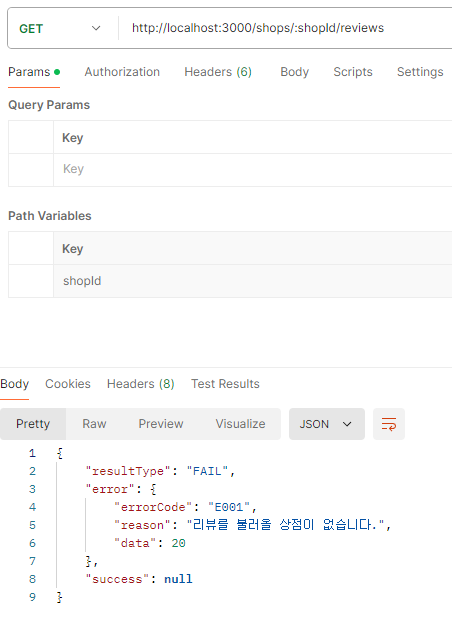 GET http://localhost:3000/shops/:shopId/reviews
Params Authorization Headers (6) Body Scripts Settings
Query Params
Key
Key
Path Variables
Key
shopId
Body Cookies Headers (8) Test Results
Pretty Raw Preview Visualize JSON
1 {
2 "resultType": "FAIL",
3 "error": {
4 "errorCode": "E001",
5 "reason": "리뷰를 불러올 상점이 없습니다.",
6 "data": 20
7 },
8 "success": null
9 }